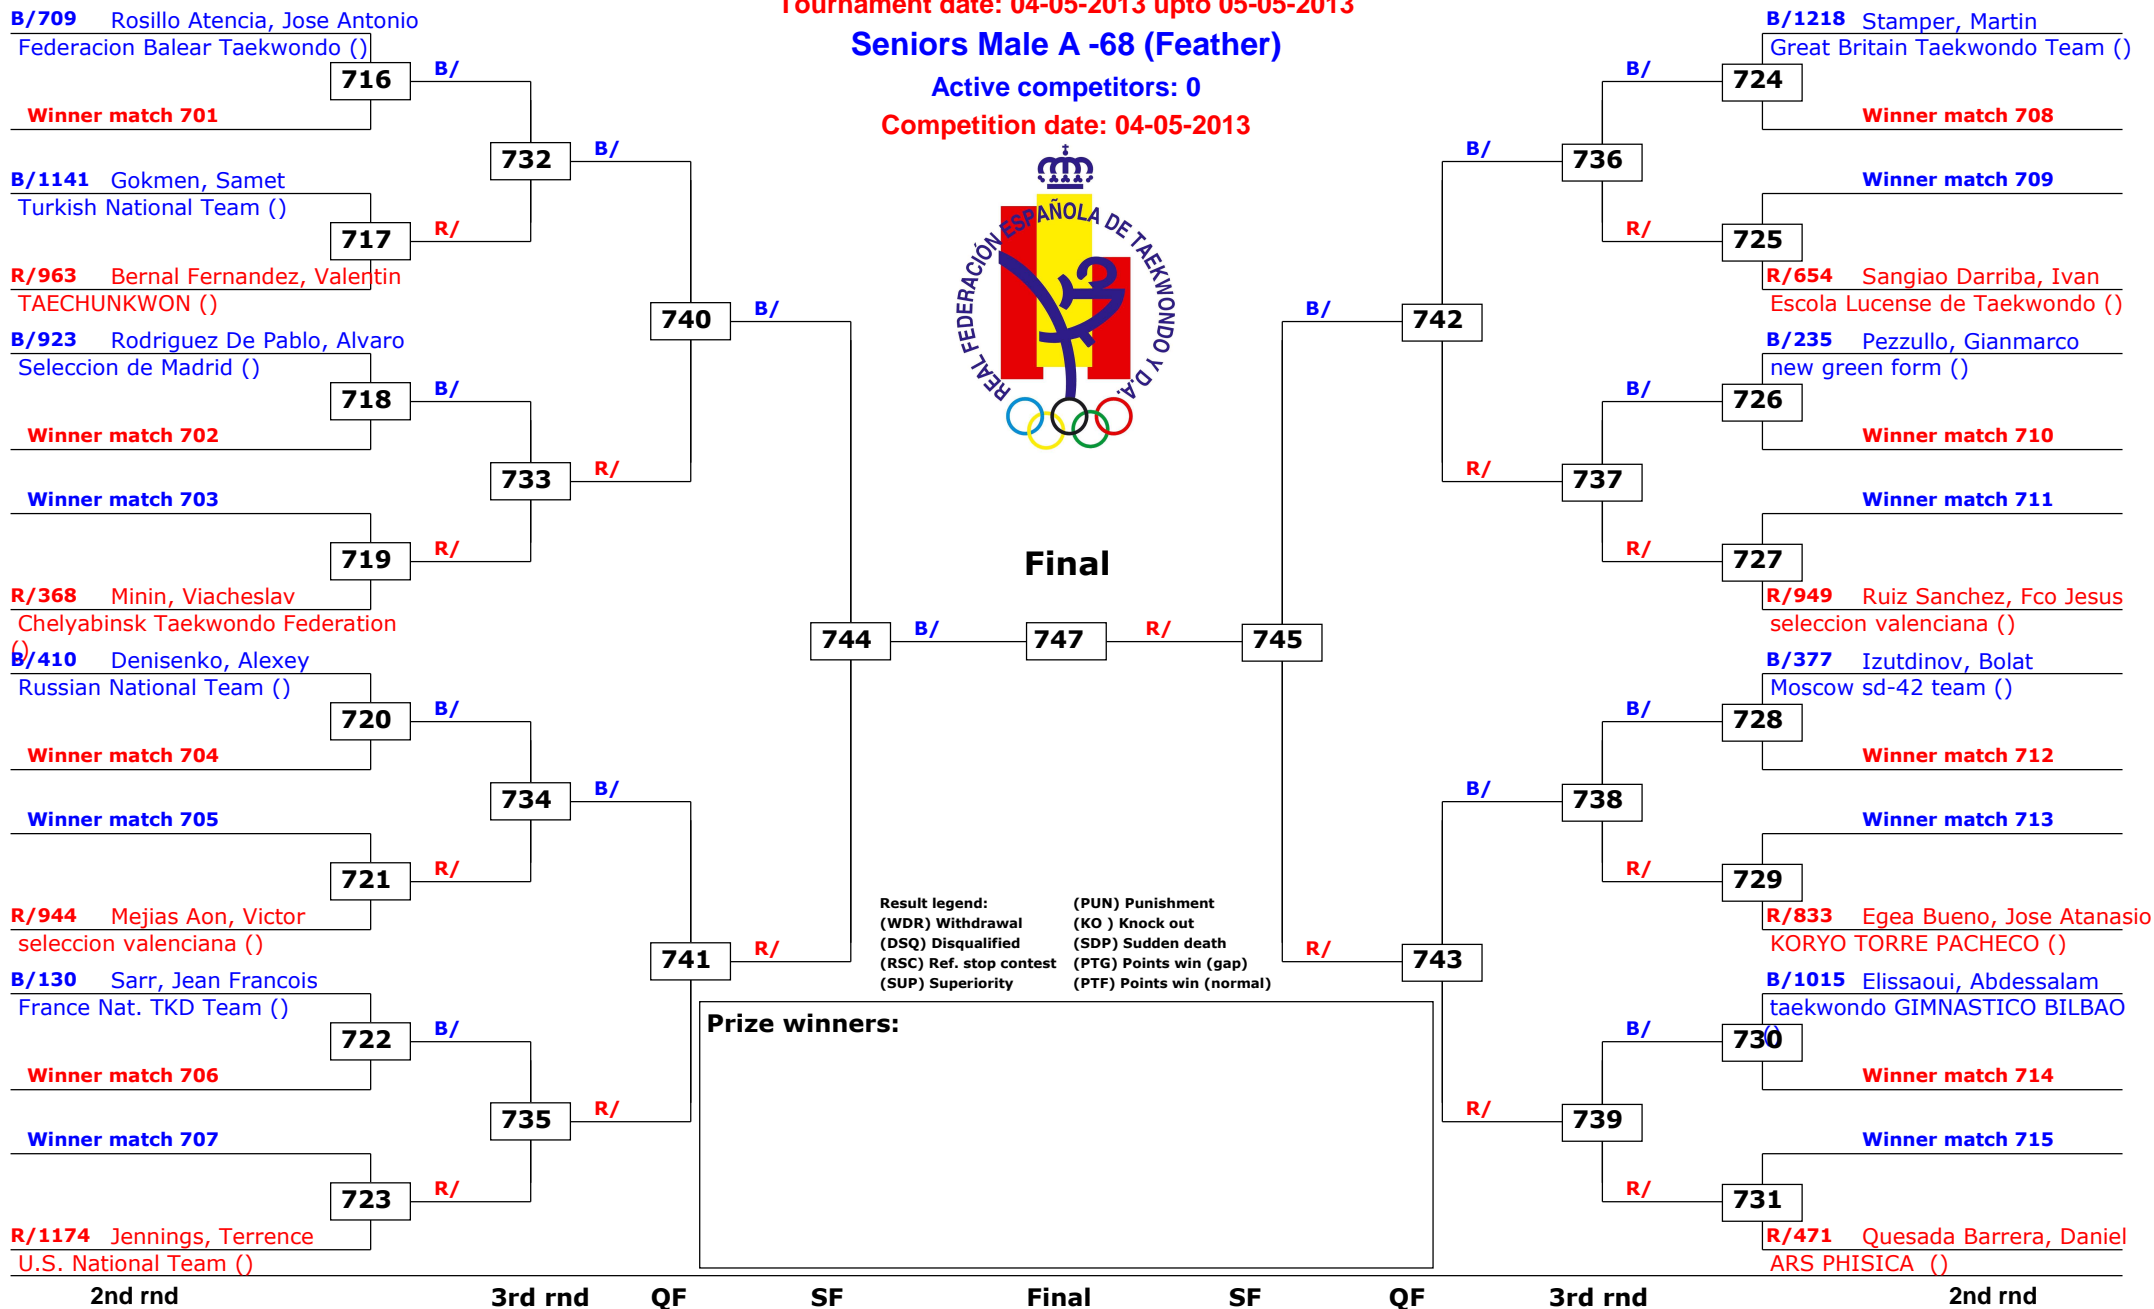 Tournament date: 04-05-2013 upto 05-05-2013
Seniors Male A -68 (Feather)
Active competitors: 0
Competition date: 04-05-2013
REAL FEDERACIÓN ESPAÑOLA DE TAEKWONDO Y D.A.
B/709 Rosillo Atencia, Jose Antonio
Federacion Balear Taekwondo ()
716
B/
Winner match 701
732
B/
B/1141 Gokmen, Samet
Turkish National Team ()
717
R/
R/963 Bernal Fernandez, Valentin
TAECHUNKWON ()
740
B/
B/923 Rodriguez De Pablo, Alvaro
Seleccion de Madrid ()
718
B/
Winner match 702
733
R/
Winner match 703
719
R/
R/368 Minin, Viacheslav
Chelyabinsk Taekwondo Federation
()
744
B/
B/410 Denisenko, Alexey
Russian National Team ()
720
B/
Winner match 704
734
B/
Winner match 705
721
R/
R/944 Mejias Aon, Victor
seleccion valenciana ()
741
R/
B/130 Sarr, Jean Francois
France Nat. TKD Team ()
722
B/
Winner match 706
735
R/
Winner match 707
723
R/
R/1174 Jennings, Terrence
U.S. National Team ()
Final
747
R/
745
B/1218 Stamper, Martin
Great Britain Taekwondo Team ()
B/
724
Winner match 708
B/
736
Winner match 709
R/
725
R/654 Sangiao Darriba, Ivan
Escola Lucense de Taekwondo ()
B/
742
B/235 Pezzullo, Gianmarco
new green form ()
B/
726
Winner match 710
R/
737
Winner match 711
R/
727
R/949 Ruiz Sanchez, Fco Jesus
seleccion valenciana ()
B/377 Izutdinov, Bolat
Moscow sd-42 team ()
B/
728
Winner match 712
B/
738
Winner match 713
R/
729
R/833 Egea Bueno, Jose Atanasio
KORYO TORRE PACHECO ()
R/
743
B/1015 Elissaoui, Abdessalam
taekwondo GIMNASTICO BILBAO
()
B/
730
Winner match 714
R/
739
Winner match 715
R/
731
R/471 Quesada Barrera, Daniel
ARS PHISICA ()
Result legend: (PUN) Punishment
(WDR) Withdrawal (KO ) Knock out
(DSQ) Disqualified (SDP) Sudden death
(RSC) Ref. stop contest (PTG) Points win (gap)
(SUP) Superiority (PTF) Points win (normal)
Prize winners:
2nd rnd 3rd rnd QF SF Final SF QF 3rd rnd 2nd rnd